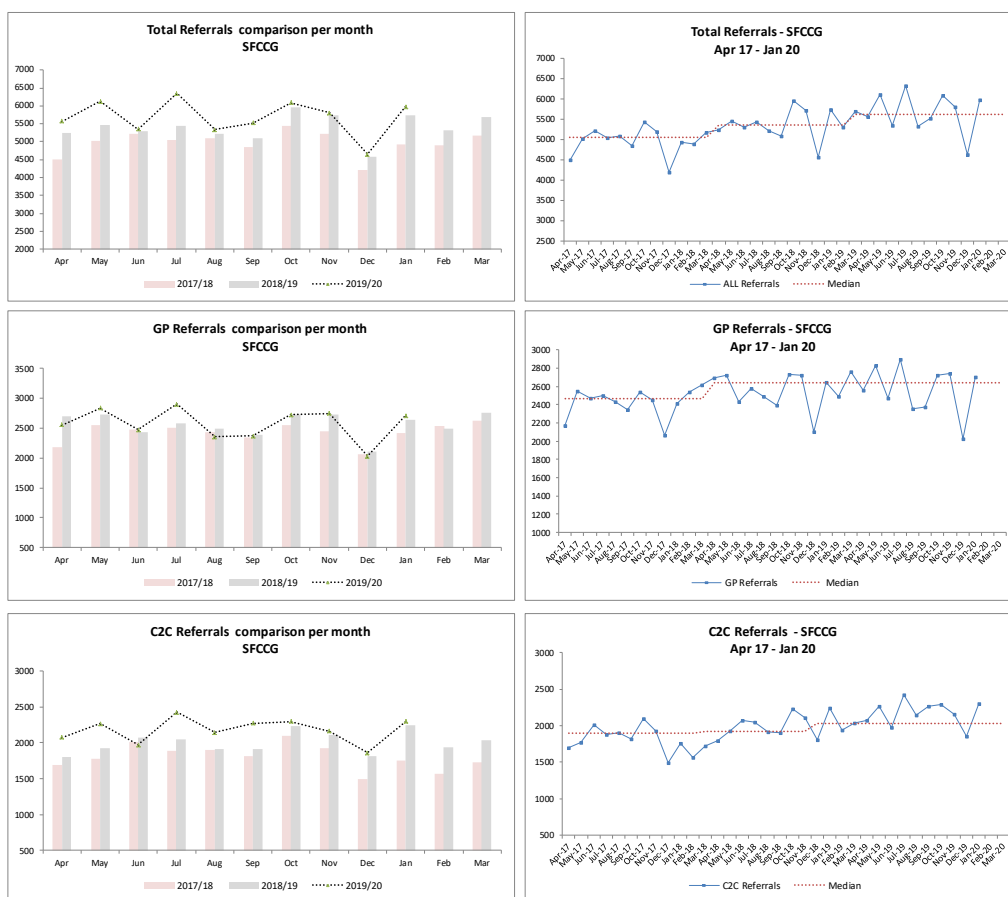 Total Referrals comparison per month
SFCCG
7000
6500
6000
5500
5000
4500
4000
3500
3000
2500
2000
Apr May Jun Jul Aug Sep Oct Nov Dec Jan Feb Mar
2017/18 2018/19 2019/20
Total Referrals - SFCCG
Apr 17 - Jan 20
7000
6500
6000
5500
5000
4500
4000
3500
3000
2500
Apr-17 May-17 Jun-17 Jul-17 Aug-17 Sep-17 Oct-17 Nov-17 Dec-17 Jan-18 Feb-18 Mar-18 Apr-18 May-18 Jun-18 Jul-18 Aug-18 Sep-18 Oct-18 Nov-18 Dec-18 Jan-19 Feb-19 Mar-19 Apr-19 May-19 Jun-19 Jul-19 Aug-19 Sep-19 Oct-19 Nov-19 Dec-19 Jan-20 Feb-20 Mar-20
ALL Referrals Median
GP Referrals comparison per month
SFCCG
3500
3000
2500
2000
1500
1000
500
Apr May Jun Jul Aug Sep Oct Nov Dec Jan Feb Mar
2017/18 2018/19 2019/20
GP Referrals - SFCCG
Apr 17 - Jan 20
3000
2800
2600
2400
2200
2000
1800
1600
1400
1200
1000
Apr-17 May-17 Jun-17 Jul-17 Aug-17 Sep-17 Oct-17 Nov-17 Dec-17 Jan-18 Feb-18 Mar-18 Apr-18 May-18 Jun-18 Jul-18 Aug-18 Sep-18 Oct-18 Nov-18 Dec-18 Jan-19 Feb-19 Mar-19 Apr-19 May-19 Jun-19 Jul-19 Aug-19 Sep-19 Oct-19 Nov-19 Dec-19 Jan-20 Feb-20 Mar-20
GP Referrals Median
C2C Referrals comparison per month
SFCCG
3000
2500
2000
1500
1000
500
Apr May Jun Jul Aug Sep Oct Nov Dec Jan Feb Mar
2017/18 2018/19 2019/20
C2C Referrals - SFCCG
Apr 17 - Jan 20
3000
2500
2000
1500
1000
500
Apr-17 May-17 Jun-17 Jul-17 Aug-17 Sep-17 Oct-17 Nov-17 Dec-17 Jan-18 Feb-18 Mar-18 Apr-18 May-18 Jun-18 Jul-18 Aug-18 Sep-18 Oct-18 Nov-18 Dec-18 Jan-19 Feb-19 Mar-19 Apr-19 May-19 Jun-19 Jul-19 Aug-19 Sep-19 Oct-19 Nov-19 Dec-19 Jan-20 Feb-20 Mar-20
C2C Referrals Median